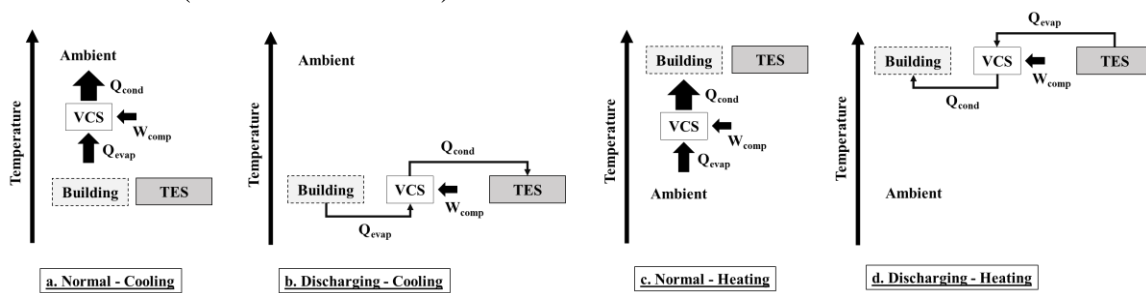 Temperature
Ambient
Q_cond
VCS
W_comp
Q_evap
Building
TES
a. Normal - Cooling
Temperature
Ambient
Q_cond
Building
VCS
TES
W_comp
Q_evap
b. Discharging - Cooling
Temperature
Building
TES
Q_cond
VCS
W_comp
Q_evap
Ambient
c. Normal - Heating
Temperature
Q_evap
Building
VCS
TES
W_comp
Q_cond
Ambient
d. Discharging - Heating